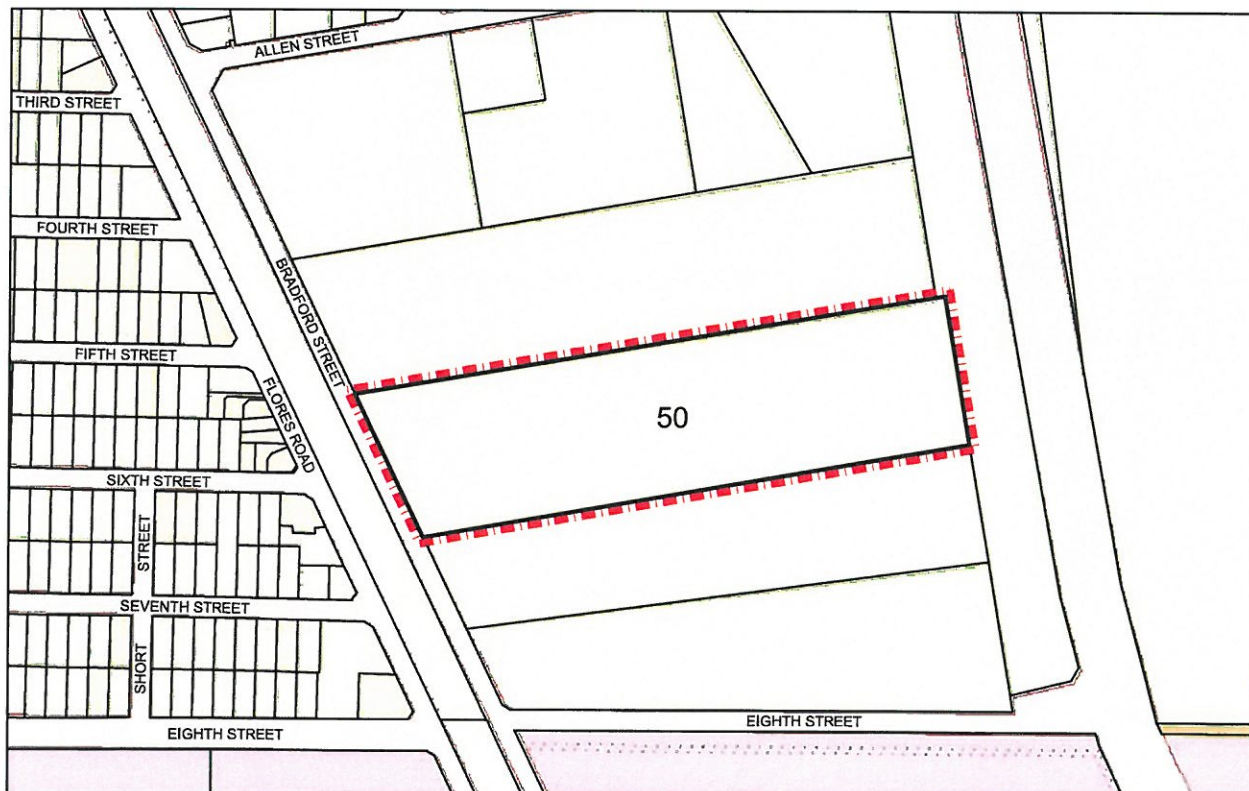 ALLEN STREET
THIRD STREET
FOURTH STREET
BRADFORD STREET
FIFTH STREET
FLORES ROAD
50
SIXTH STREET
STREET
SEVENTH STREET
SHORT
EIGHTH STREET
EIGHTH STREET